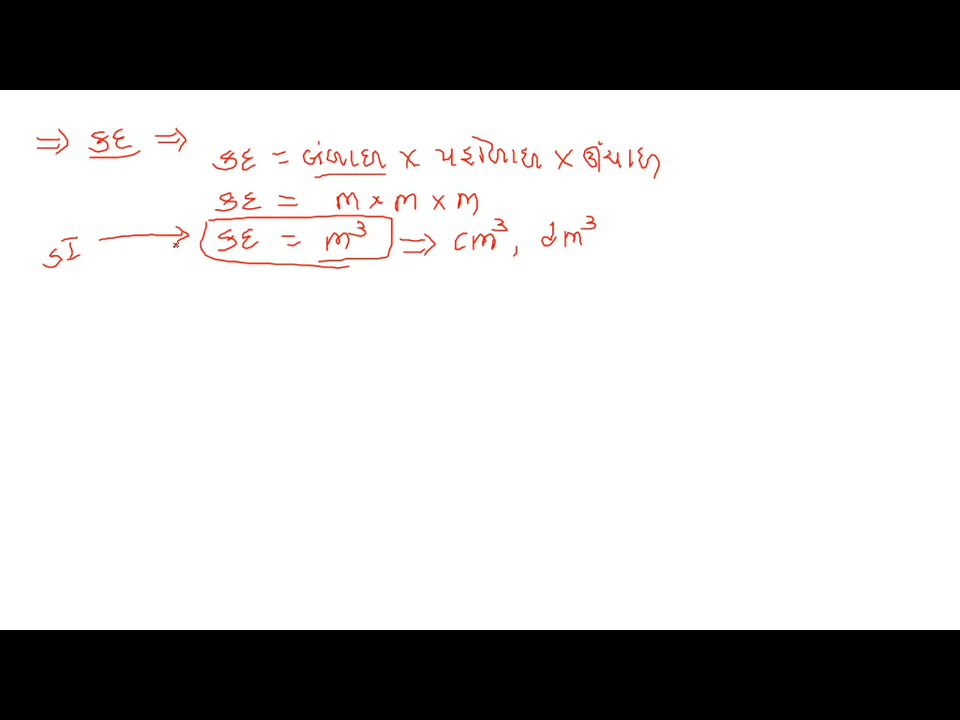 ⇒ કદ ⇒
કદ = લંબાઇ × પહોળાઇ × ઊંચાઇ
કદ = m × m × m
SI → કદ = m³ ⇒ cm³, dm³